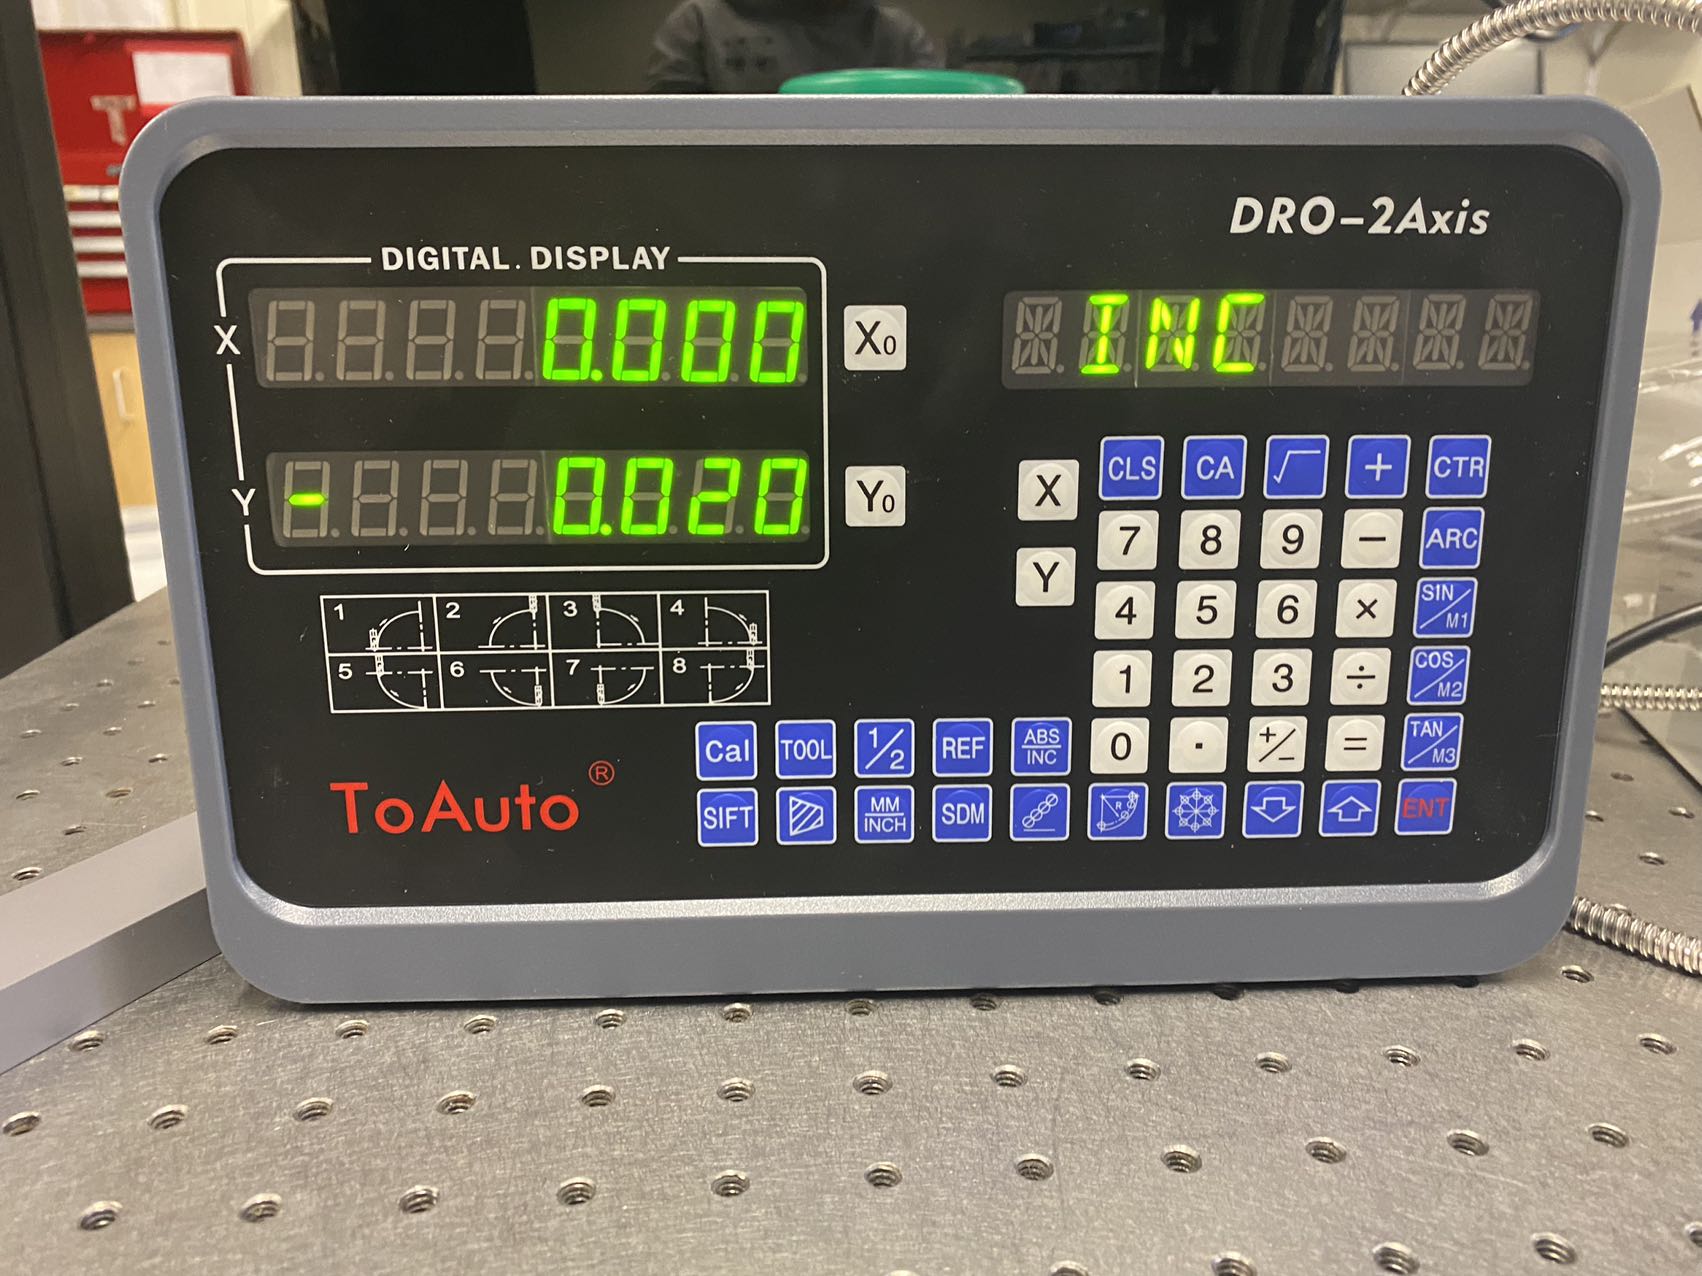 DRO-2Axis
DIGITAL. DISPLAY
X 0.000 X0
INC
Y -0.020 Y0
X CLS CA √ + CTR
7 8 9 − ARC
Y
4 5 6 × SIN/M1
1 2 3 ÷ COS/M2
0 . +/− = TAN/M3
1 2 3 4
5 6 7 8
Cal TOOL 1/2 REF ABS/INC
SIFT MM/INCH SDM R ENT
ToAuto®